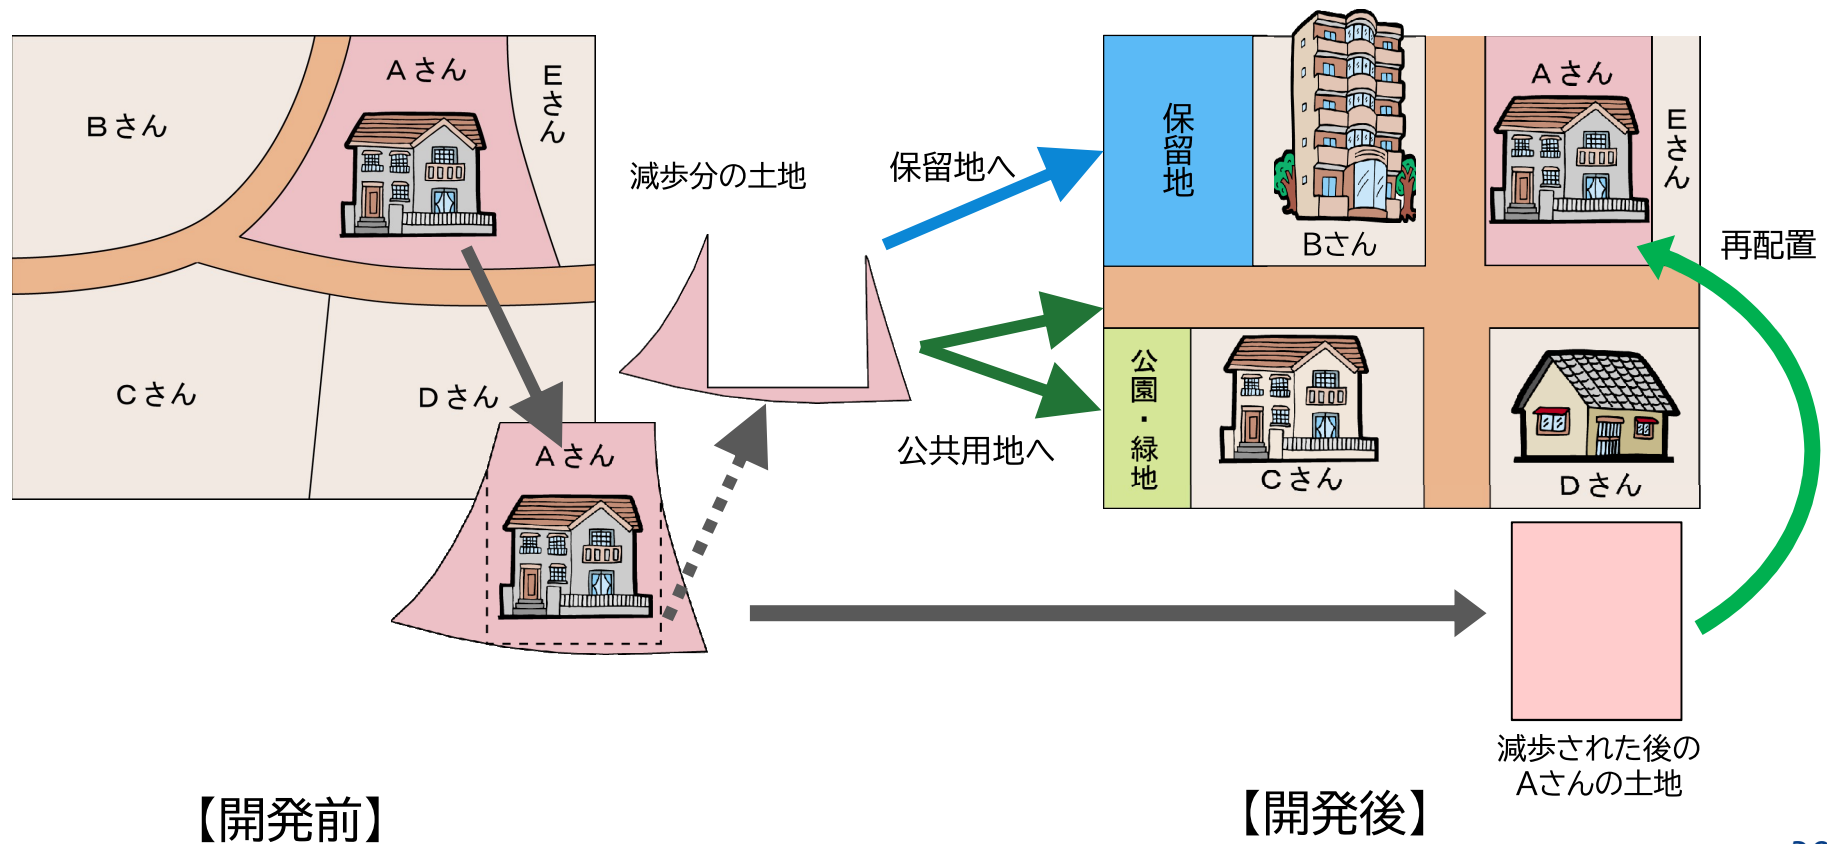 Aさん
Eさん
Bさん
Cさん
Dさん
Aさん
減歩分の土地
保留地へ
公共用地へ
保留地
Bさん
Aさん
Eさん
再配置
公園・緑地
Cさん
Dさん
減歩された後の
Aさんの土地
【開発前】
【開発後】